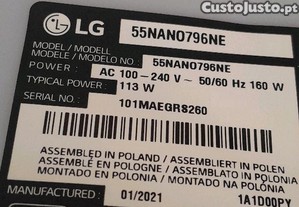 Custojusto.pt
LG
55NANO796NE
MODEL / MODELL
MODELE / MODELO NO
55NANO796NE
POWER : AC 100-240 V ~ 50/60 Hz 160 W
TYPICAL POWER : 113 W
SERIAL NO. : 101MAEGR8260
ASSEMBLED IN POLAND / ASSEMBLIERT IN POLEN
ASSEMBLÉ EN POLOGNE / ASSEMBLATO IN POLONIA
MONTADO EN POLONIA / MONTADO NA POLÓNIA
MANUFACTURED 01/2021 1A1D00PY